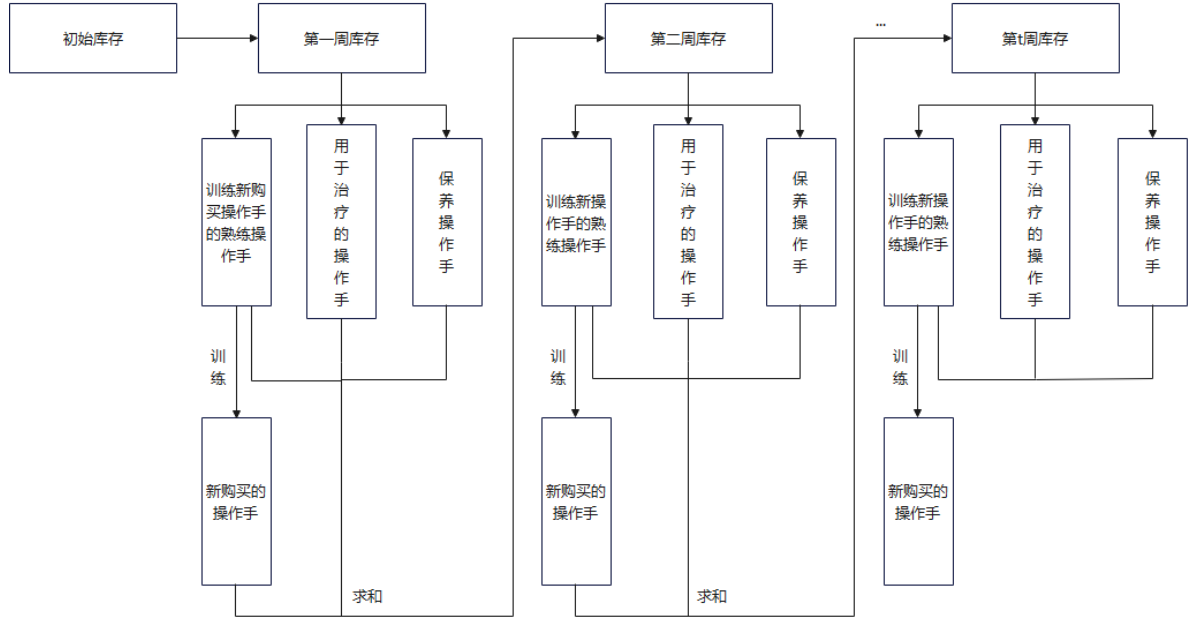 初始库存
第一周库存
第二周库存
...
第t周库存
训练新购
买操作手
的熟练操
作手
用于治疗的操作手
保养操作手
训练新操
作手的熟
练操作手
用于治疗的操作手
保养操作手
训练新操
作手的熟
练操作手
用于治疗的操作手
保养操作手
训练
训练
训练
新购买的
操作手
新购买的
操作手
新购买的
操作手
求和
求和